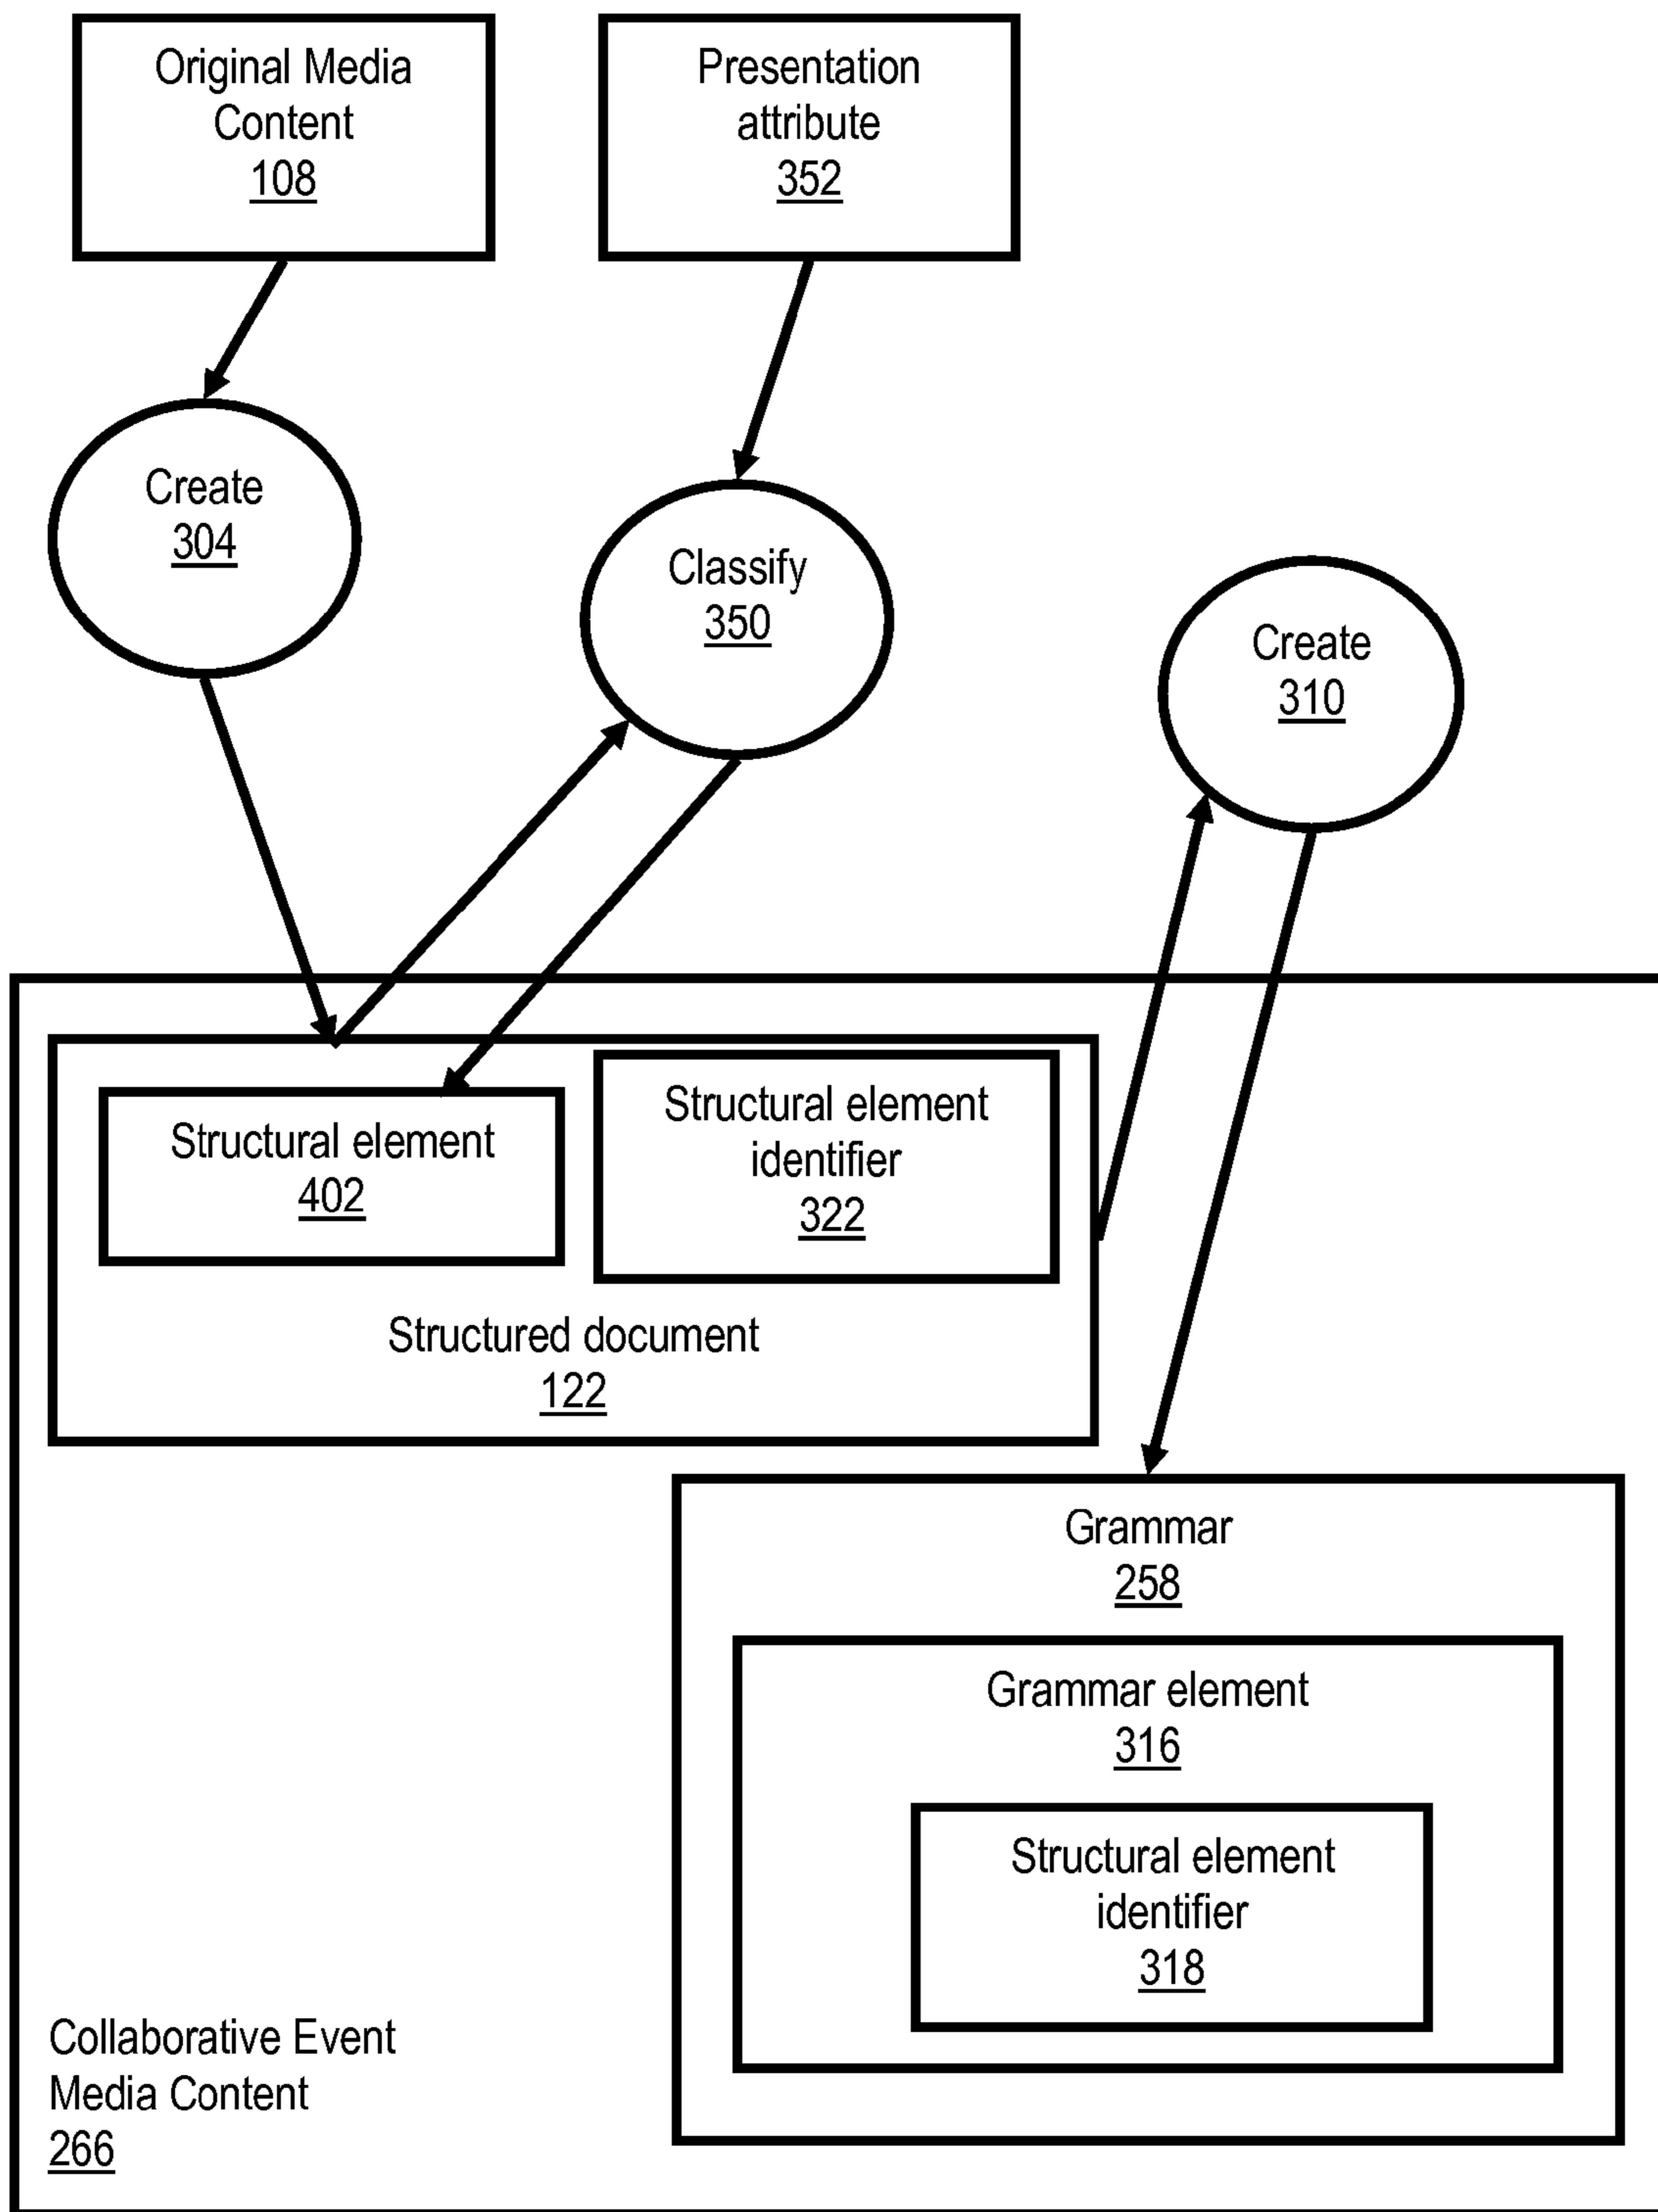 Original Media
Content
108
Presentation
attribute
352
Create
304
Classify
350
Create
310
Structural element
402
Structural element
identifier
322
Structured document
122
Grammar
258
Grammar element
316
Structural element
identifier
318
Collaborative Event
Media Content
266